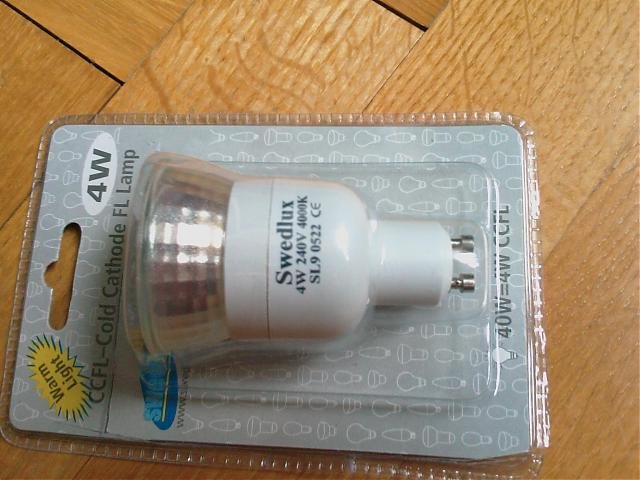 4W
CCFL-Cold Cathode FL Lamp
Warm
Light
Swedlux
4W 240V 4000K
SL9 0522 CE
40W=4W CCFL